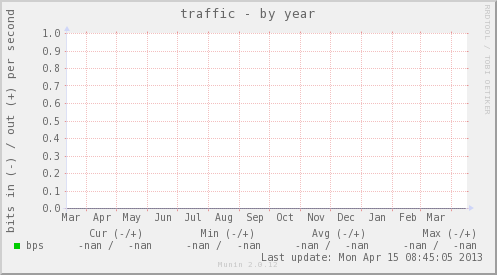 traffic - by year
RRDTOOL / TOBI OETIKER
bits in (-) / out (+) per second
1.0
0.9
0.8
0.7
0.6
0.5
0.4
0.3
0.2
0.1
0.0
Mar Apr May Jun Jul Aug Sep Oct Nov Dec Jan Feb Mar
Cur (-/+) Min (-/+) Avg (-/+) Max (-/+)
bps -nan / -nan -nan / -nan -nan / -nan -nan / -nan
Last update: Mon Apr 15 08:45:05 2013
Munin 2.0.12